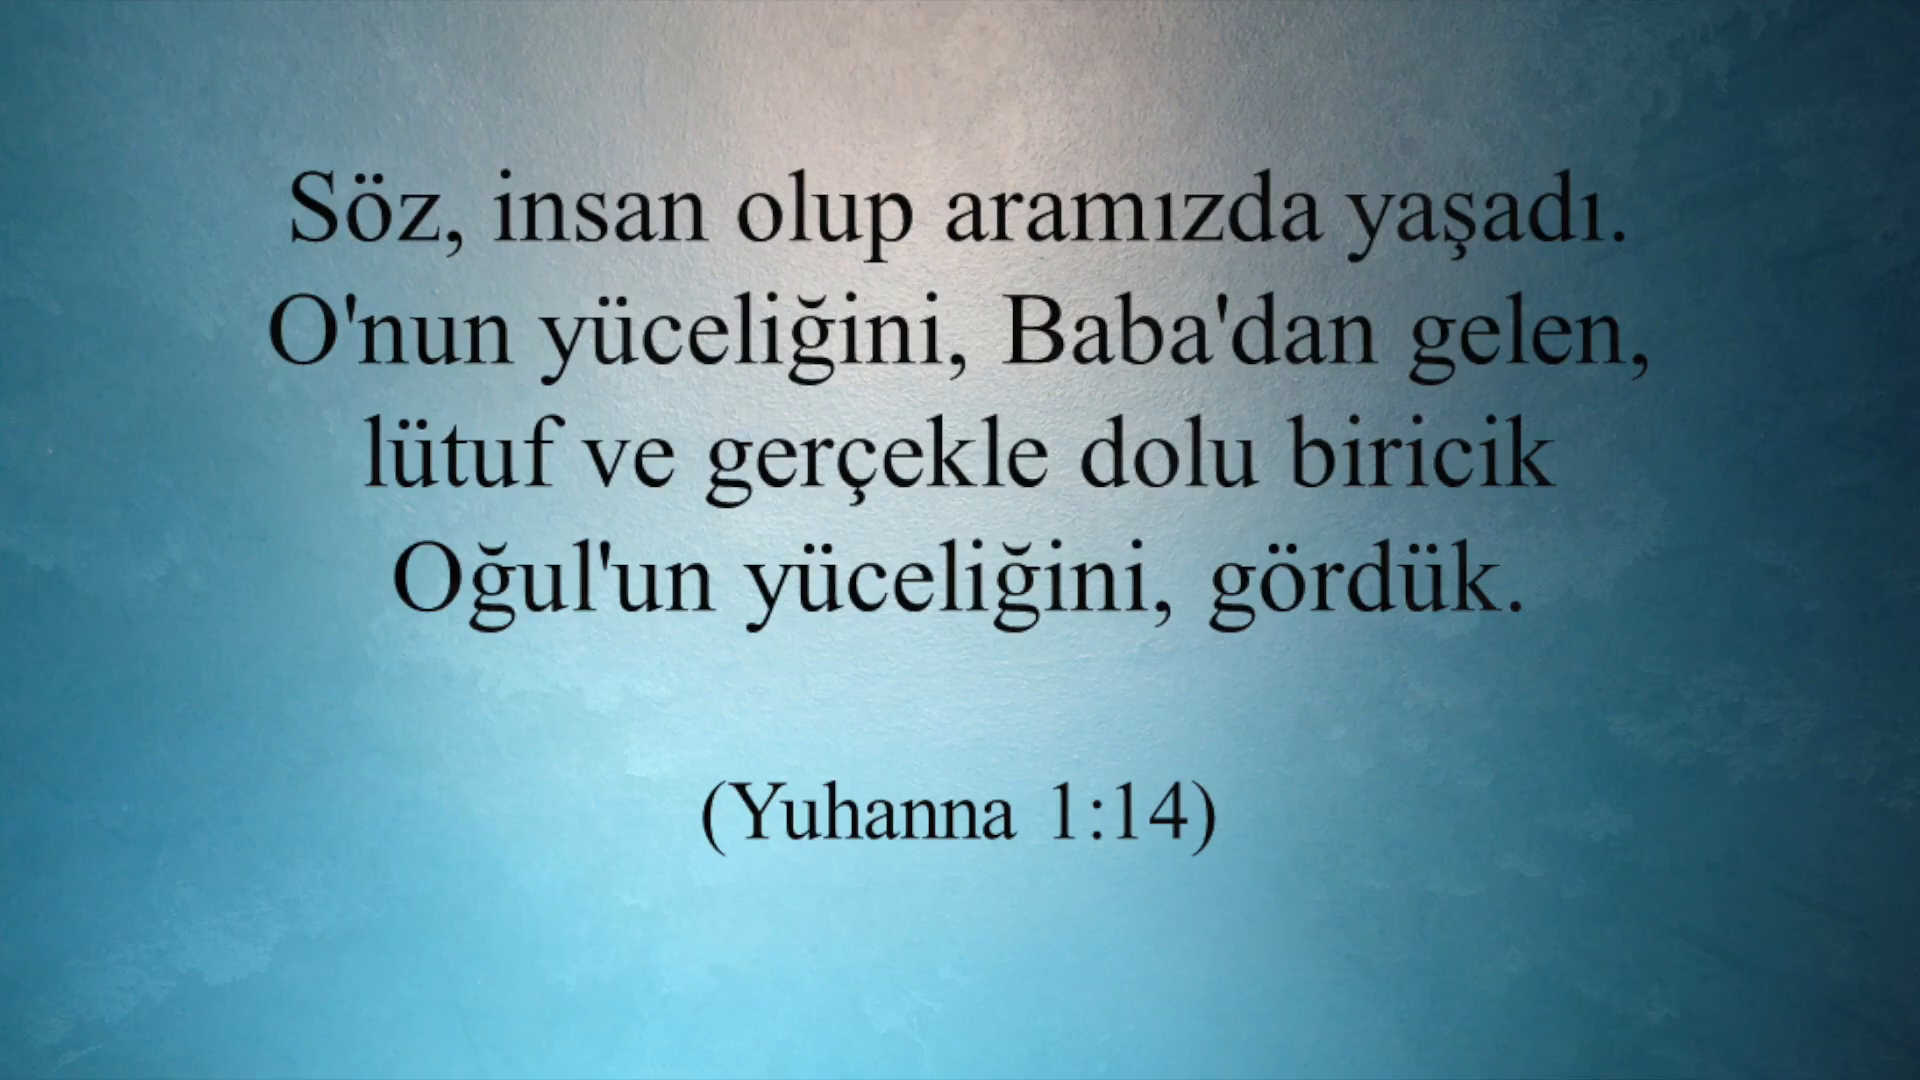 Söz, insan olup aramızda yaşadı.
O'nun yüceliğini, Baba'dan gelen,
lütuf ve gerçekle dolu biricik
Oğul'un yüceliğini, gördük.
(Yuhanna 1:14)